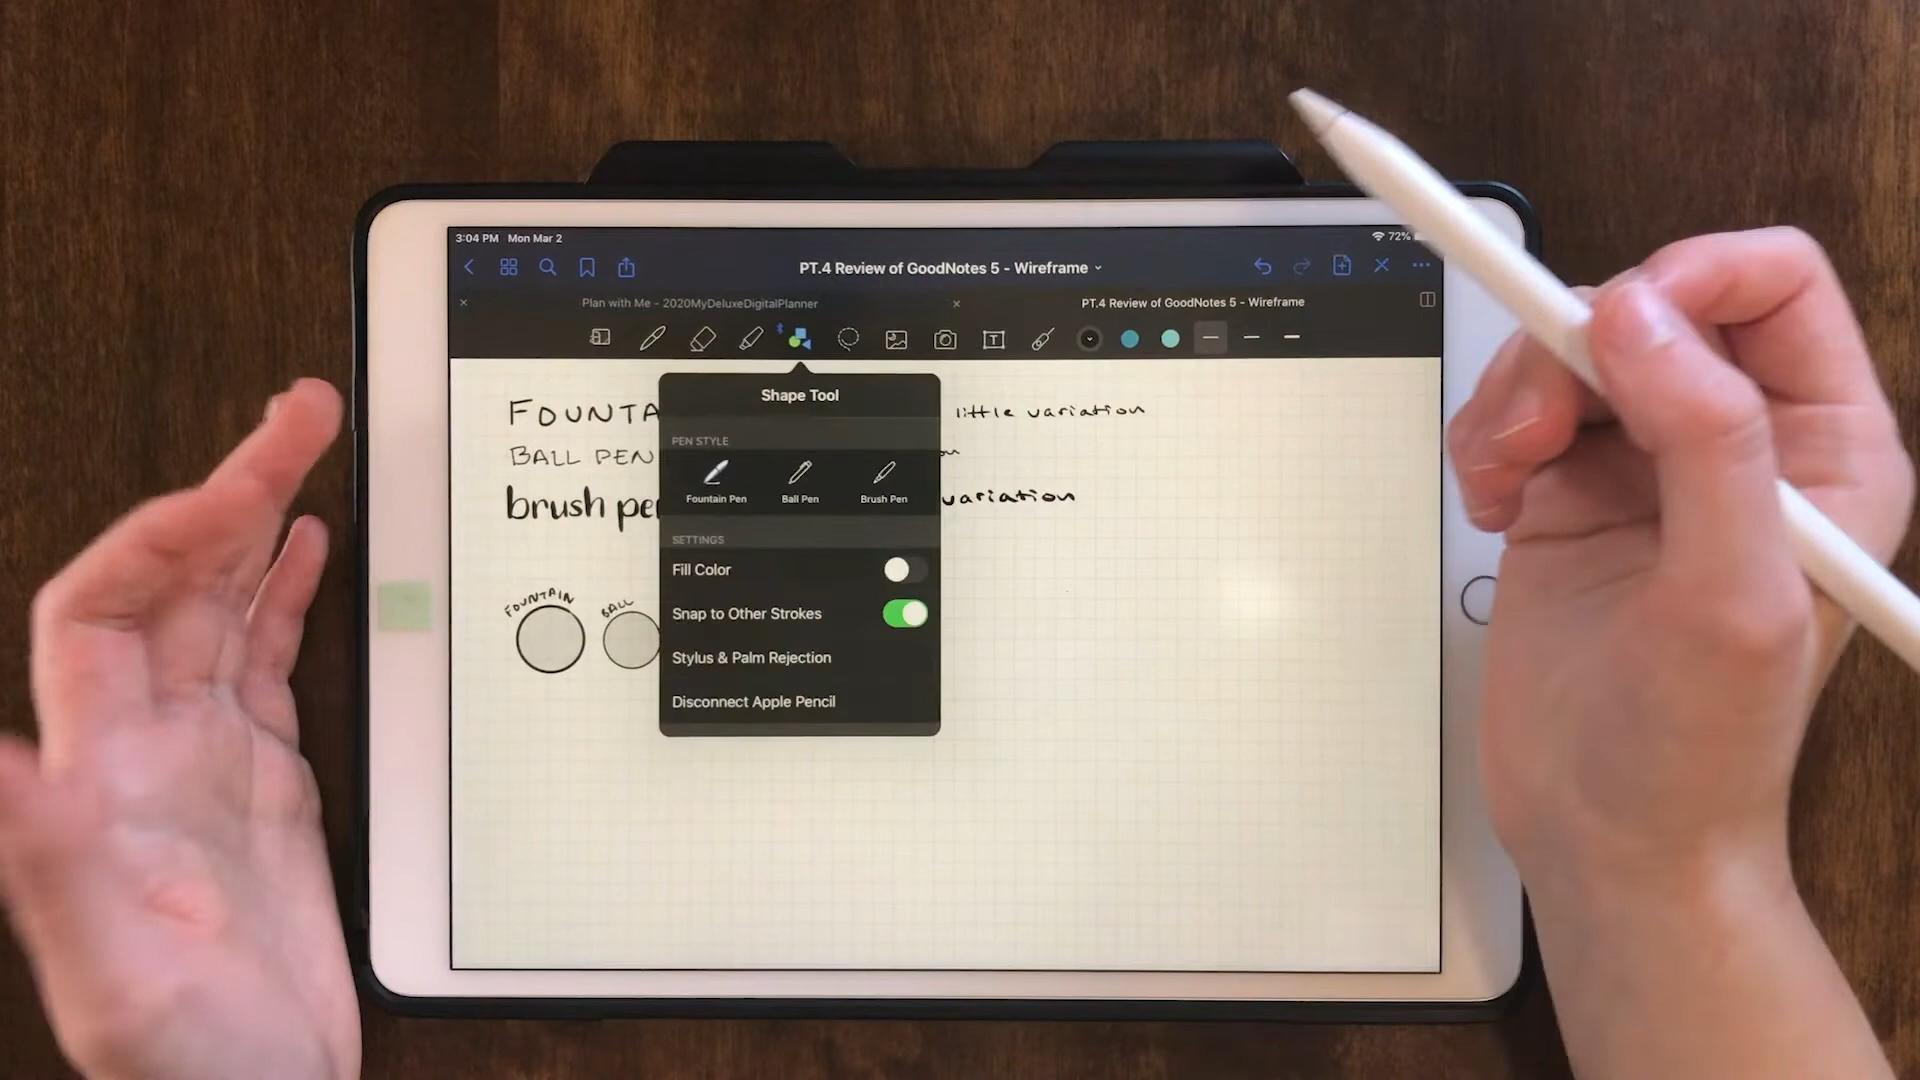 3:04 PM Mon Mar 2
72%
PT.4 Review of GoodNotes 5 - Wireframe
Plan with Me - 2020MyDeluxeDigitalPlanner
PT.4 Review of GoodNotes 5 - Wireframe
Shape Tool
PEN STYLE
Fountain Pen Ball Pen Brush Pen
SETTINGS
Fill Color
Snap to Other Strokes
Stylus & Palm Rejection
Disconnect Apple Pencil
little variation
BALL PEN
brush
variation
FOUNTAIN
BALL